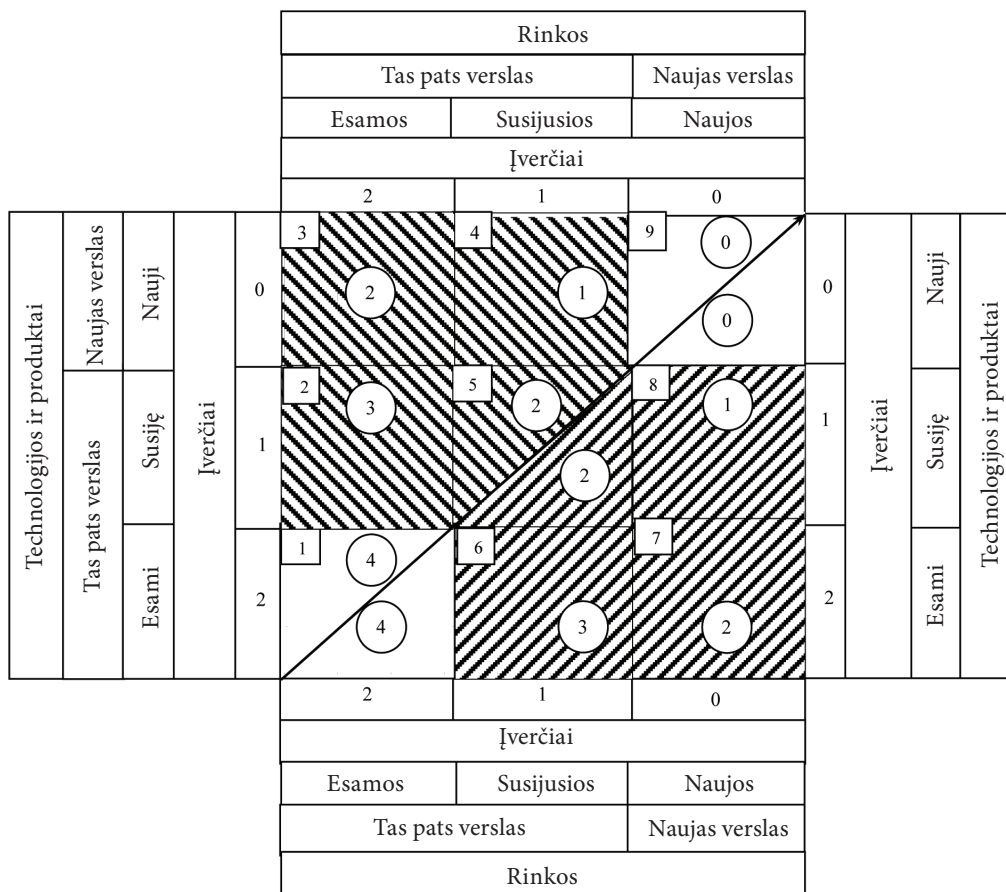 Rinkos
Tas pats verslas
Naujas verslas
Esamos
Susijusios
Naujos
Įverčiai
2
1
0
Technologijos ir produktai
Naujas verslas
Tas pats verslas
Nauji
Susiję
Esami
Įverčiai
0
1
2
3
2
4
1
9
0
0
2
3
5
2
2
8
1
1
4
4
6
3
7
2
0
1
2
Įverčiai
Nauji
Susiję
Esami
Technologijos ir produktai
2
1
0
Įverčiai
Esamos
Susijusios
Naujos
Tas pats verslas
Naujas verslas
Rinkos